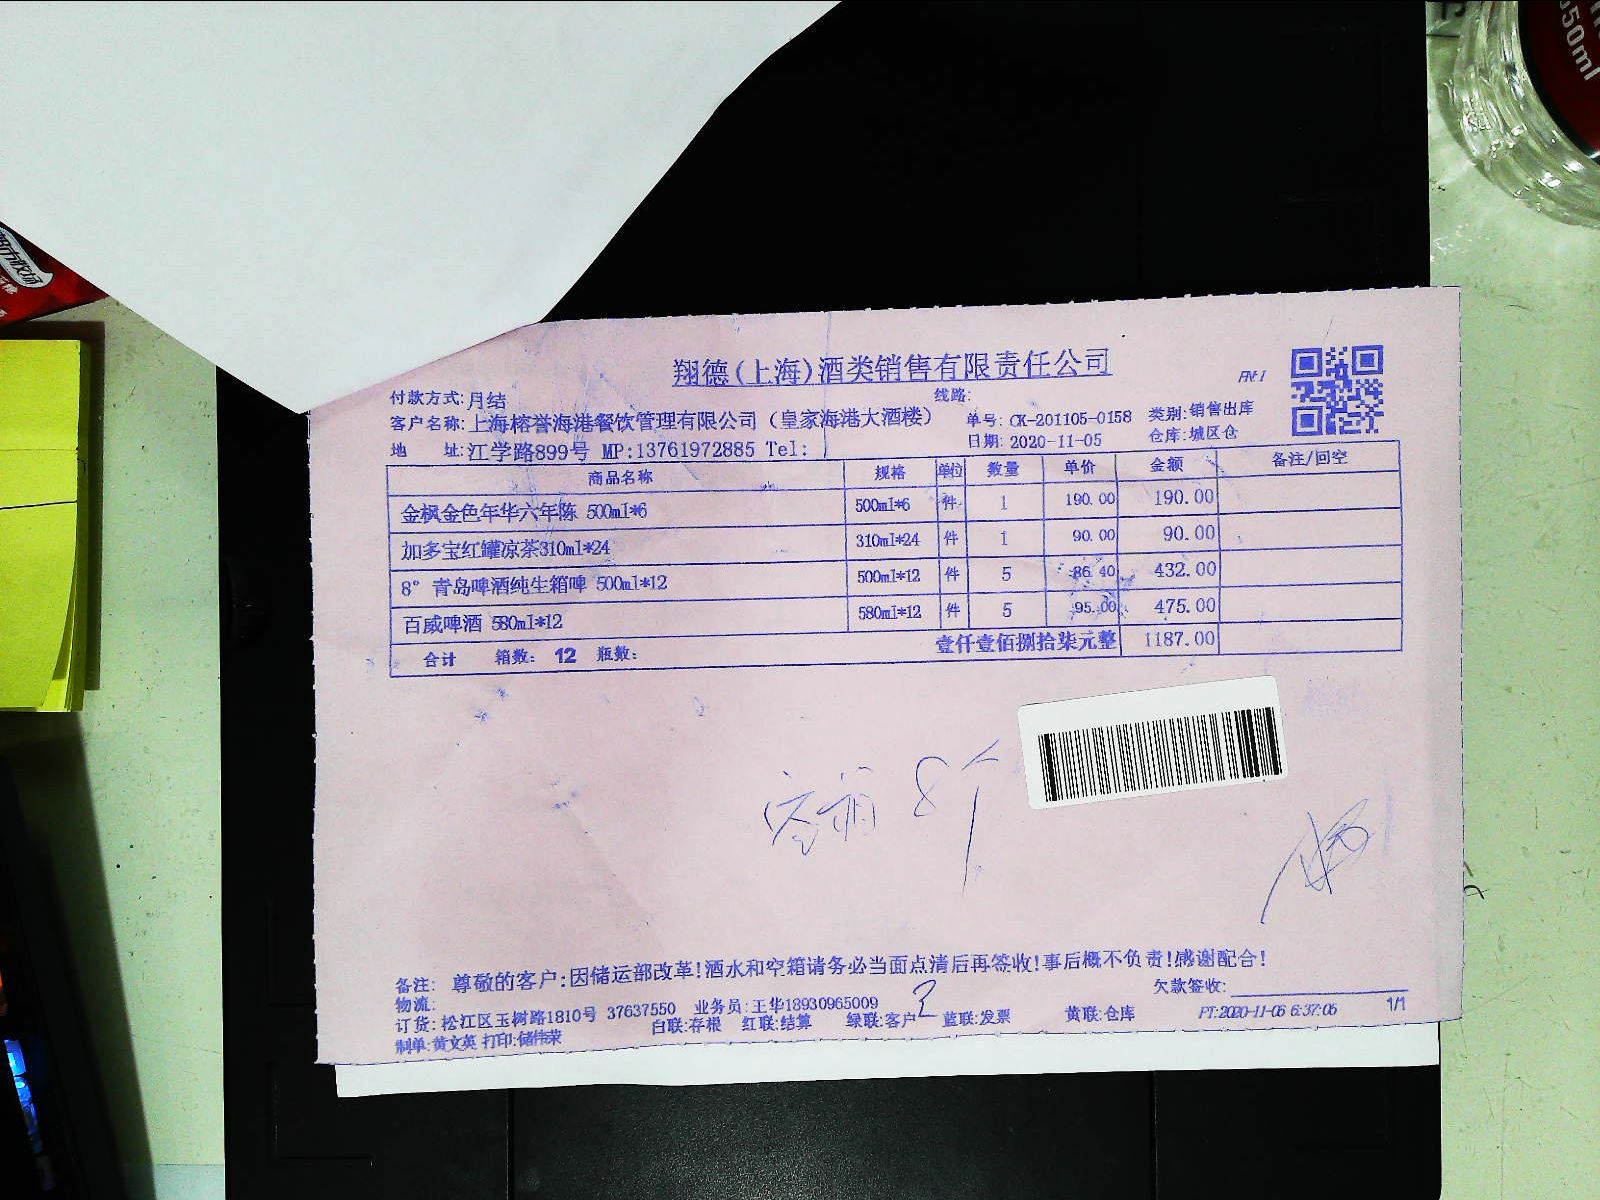 550ml
翔德(上海)酒类销售有限责任公司
付款方式:月结
线路:
客户名称:上海榕誉海港餐饮管理有限公司（皇家海港大酒楼）
单号: CK-201105-0158 类别:销售出库
地 址:江学路899号 MP:13761972885 Tel:
日期: 2020-11-05 仓库:城区仓
商品名称 规格 单位 数量 单价 金额 备注/回空
金枫金色年华六年陈 500ml*6 500ml*6 件 1 190.00 190.00
加多宝红罐凉茶310ml*24 310ml*24 件 1 90.00 90.00
8° 青岛啤酒纯生箱啤 500ml*12 500ml*12 件 5 86.40 432.00
百威啤酒 580ml*12 580ml*12 件 5 95.00 475.00
合计 箱数: 12 瓶数: 壹仟壹佰捌拾柒元整 1187.00
空箱 8个
备注: 尊敬的客户:因储运部改革!酒水和空箱请务必当面点清后再签收!事后概不负责!感谢配合!
物流:
欠款签收:
订货: 松江区玉树路1810号 37637550 业务员:王华18930965009
制单:黄文英 打印:储伟荣
白联:存根 红联:结算 绿联:客户 蓝联:发票 黄联:仓库 PT:2020-11-06 6:37:06 1/1